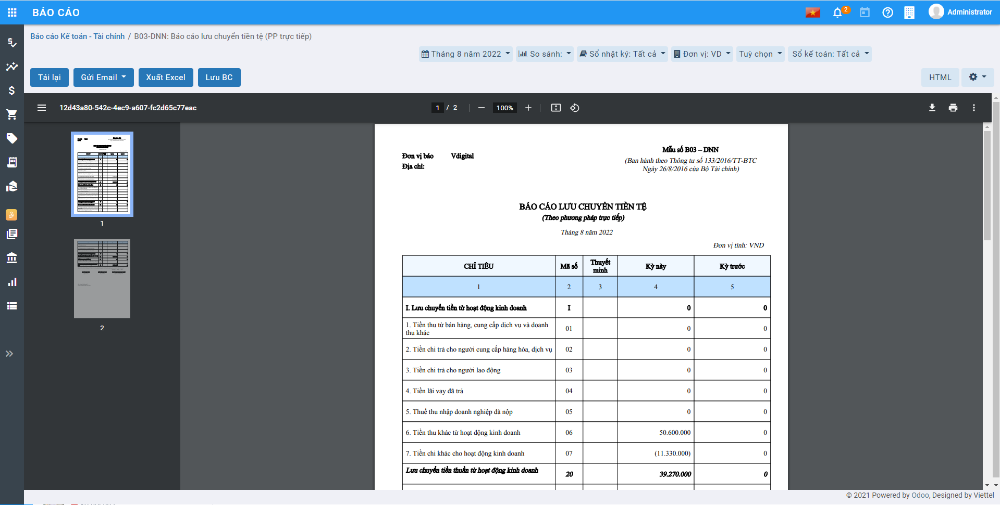 BÁO CÁO
2
Administrator
Báo cáo Kế toán - Tài chính / B03-DNN: Báo cáo lưu chuyển tiền tệ (PP trực tiếp)
Tháng 8 năm 2022
So sánh:
Sổ nhật ký: Tất cả
Đơn vị: VD
Tuỳ chọn
Sổ kế toán: Tất cả
Tải lại
Gửi Email
Xuất Excel
Lưu BC
HTML
12d43a80-542c-4ec9-a607-fc2d65c77eac
1 / 2
100%
1
2
Đơn vị báo Vdigital
Địa chỉ:
Mẫu số B03 – DNN
(Ban hành theo Thông tư số 133/2016/TT-BTC
Ngày 26/8/2016 của Bộ Tài chính)
BÁO CÁO LƯU CHUYỂN TIỀN TỆ
(Theo phương pháp trực tiếp)
Tháng 8 năm 2022
Đơn vị tính: VND
CHỈ TIÊU Mã số Thuyết minh Kỳ này Kỳ trước
1 2 3 4 5
I. Lưu chuyển tiền từ hoạt động kinh doanh I 0 0
1. Tiền thu từ bán hàng, cung cấp dịch vụ và doanh
thu khác 01 0 0
2. Tiền chi trả cho người cung cấp hàng hóa, dịch vụ 02 0 0
3. Tiền chi trả cho người lao động 03 0 0
4. Tiền lãi vay đã trả 04 0 0
5. Thuế thu nhập doanh nghiệp đã nộp 05 0 0
6. Tiền thu khác từ hoạt động kinh doanh 06 50.600.000 0
7. Tiền chi khác cho hoạt động kinh doanh 07 (11.330.000) 0
Lưu chuyển tiền thuần từ hoạt động kinh doanh 20 39.270.000 0
© 2021 Powered by Odoo, Designed by Viettel